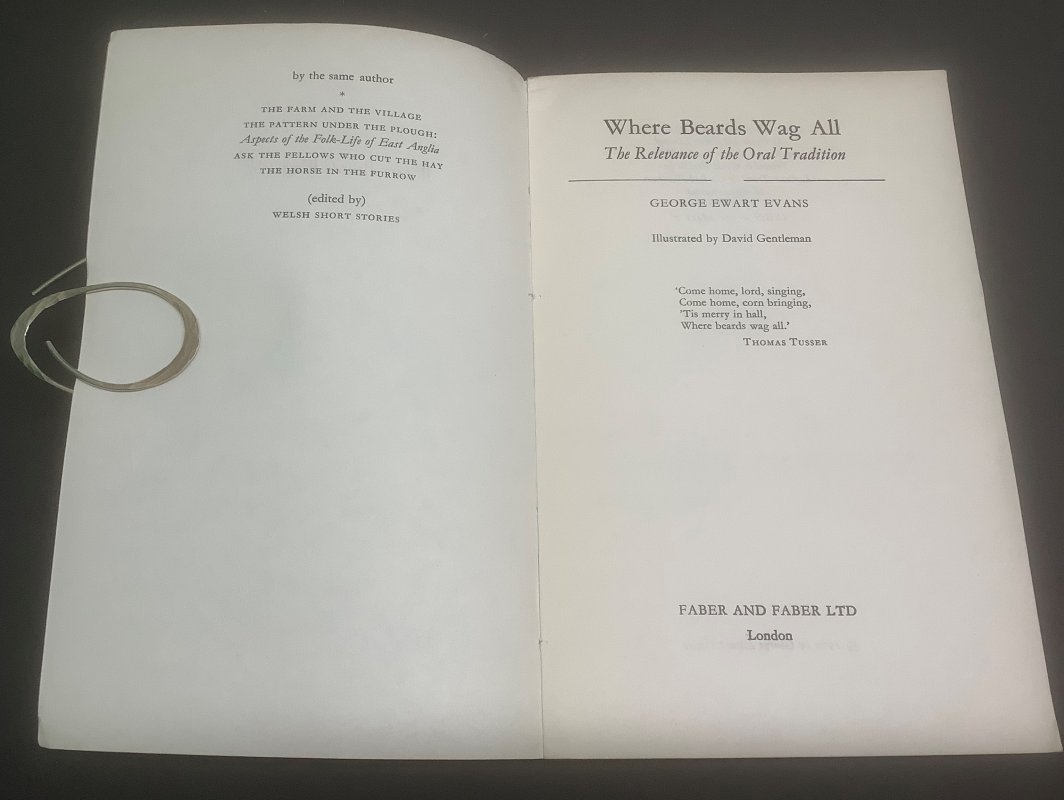 by the same author
*
THE FARM AND THE VILLAGE
THE PATTERN UNDER THE PLOUGH:
Aspects of the Folk-Life of East Anglia
ASK THE FELLOWS WHO CUT THE HAY
THE HORSE IN THE FURROW
(edited by)
WELSH SHORT STORIES
Where Beards Wag All
The Relevance of the Oral Tradition
GEORGE EWART EVANS
Illustrated by David Gentleman
‘Come home, lord, singing,
Come home, corn bringing,
’Tis merry in hall,
Where beards wag all.’
THOMAS TUSSER
FABER AND FABER LTD
London